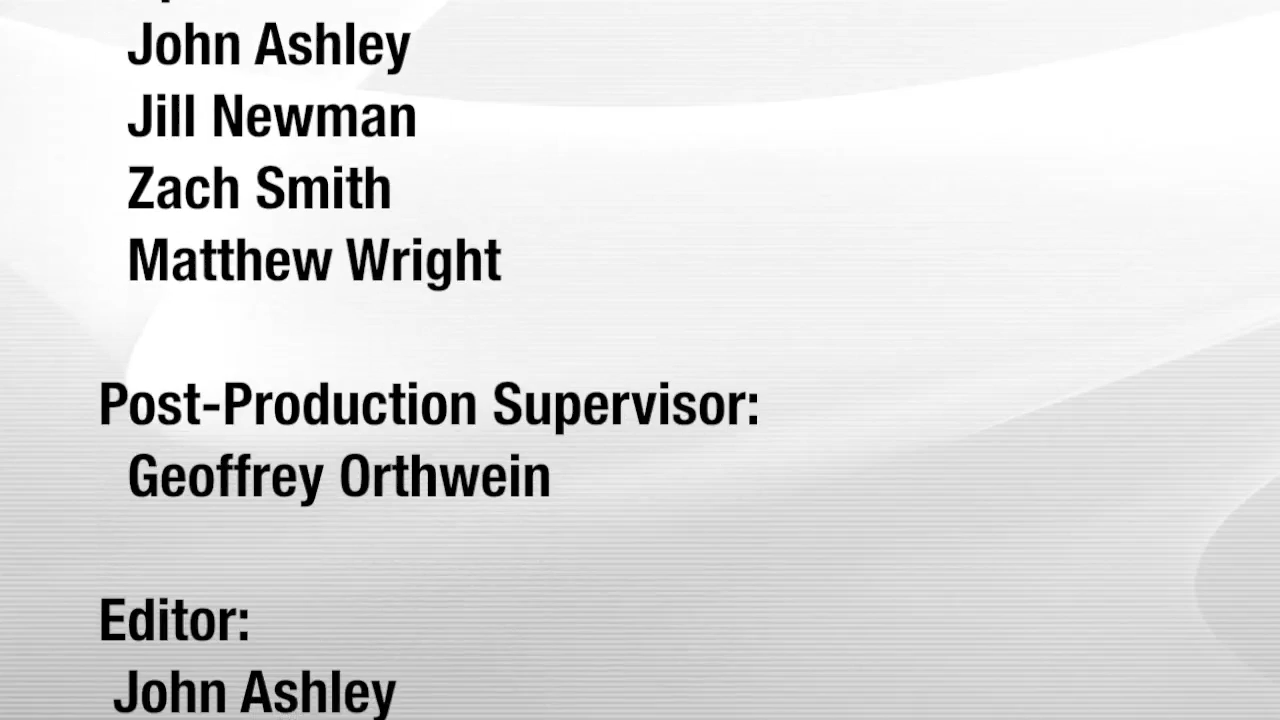 John Ashley
Jill Newman
Zach Smith
Matthew Wright
Post-Production Supervisor:
Geoffrey Orthwein
Editor:
John Ashley